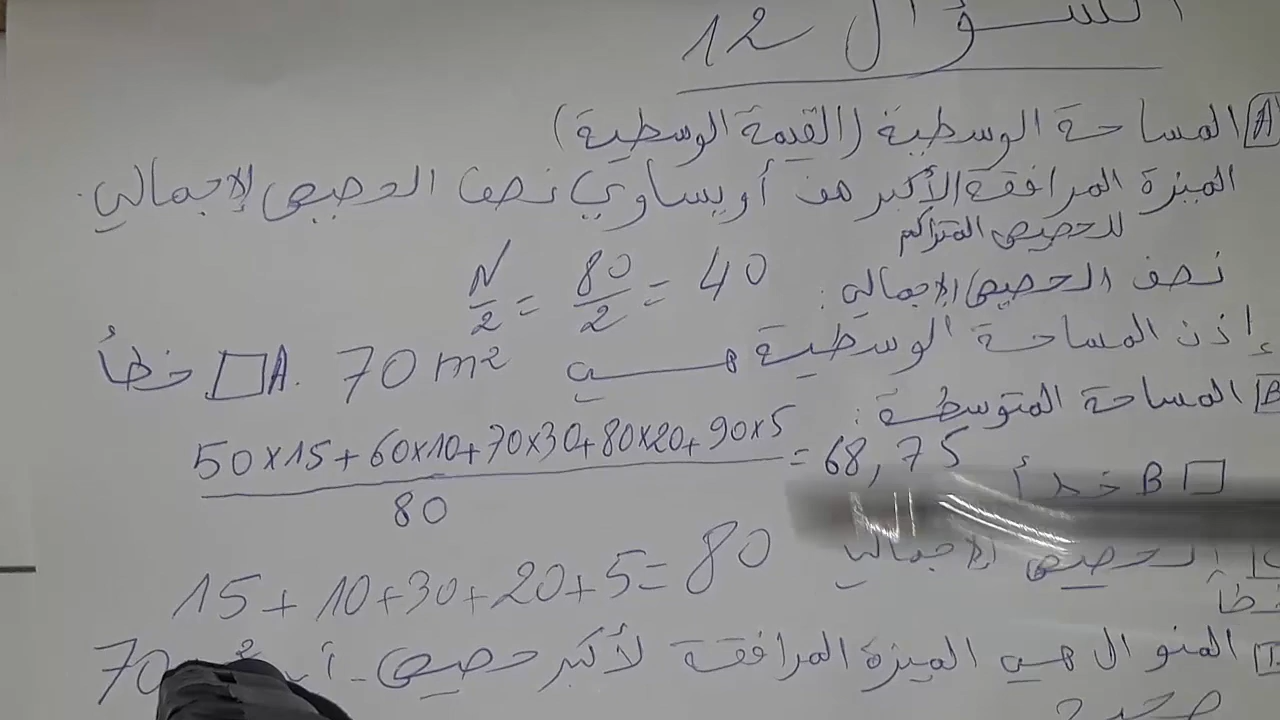 السؤال 12
A المساحة الوسطية (القيمة الوسطية)
الميزة المرافقة الأكبر من أو يساوي نصف الحصيص الإجمالي.
للحصيص المتراكم
نصف الحصيص الإجمالي: N/2 = 80/2 = 40
إذن المساحة الوسطية هي 70 m² .A □ خطأ
B المساحة المتوسطة:
(50×15+60×10+70×30+80×20+90×5)/80 = 68,75
□ B خطأ
الحصيص الإجمالي
15+10+30+20+5=80
خطأ
المنوال هي الميزة المرافقة لأكبر حصيص 70